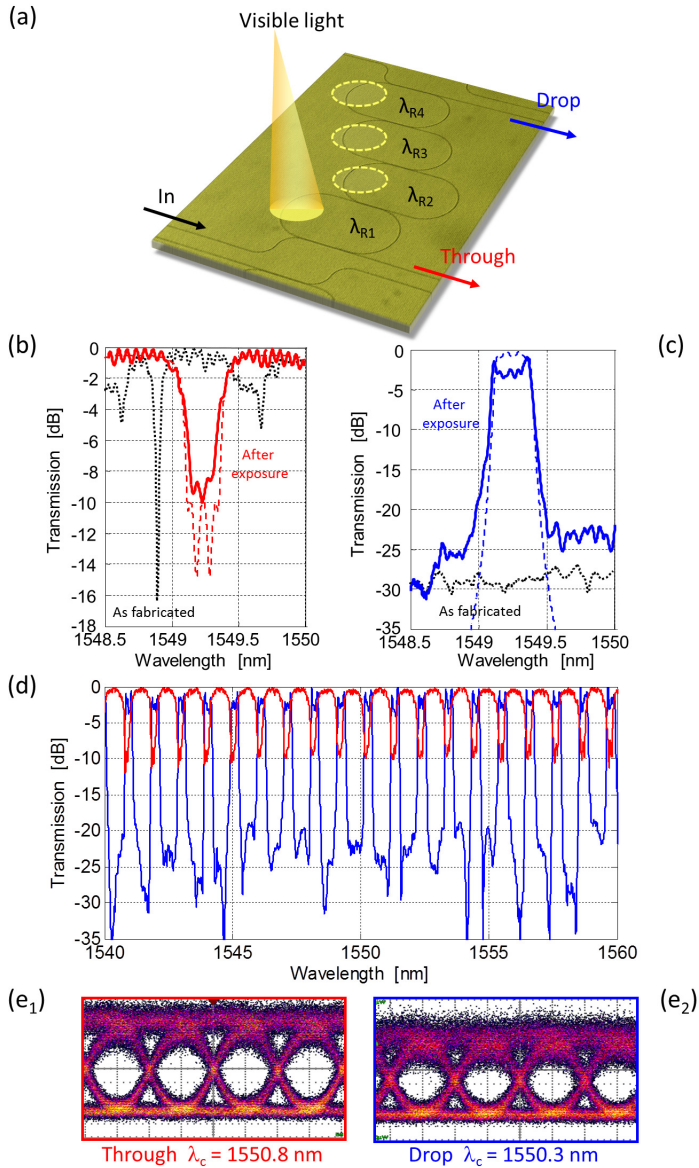 (a)
Visible light
Drop
λR4
λR3
λR2
λR1
In
Through
(b)
0
-2
-4
-6
-8
-10
-12
-14
-16
-18
Transmission [dB]
After
exposure
As fabricated
1548.5 1549 1549.5 1550
Wavelength [nm]
(c)
0
-5
-10
-15
-20
-25
-30
-35
Transmission [dB]
After
exposure
As fabricated
1548.5 1549 1549.5 1550
Wavelength [nm]
(d)
0
-5
-10
-15
-20
-25
-30
-35
Transmission [dB]
1540 1545 1550 1555 1560
Wavelength [nm]
(e1)
(e2)
Through λc = 1550.8 nm
Drop λc = 1550.3 nm